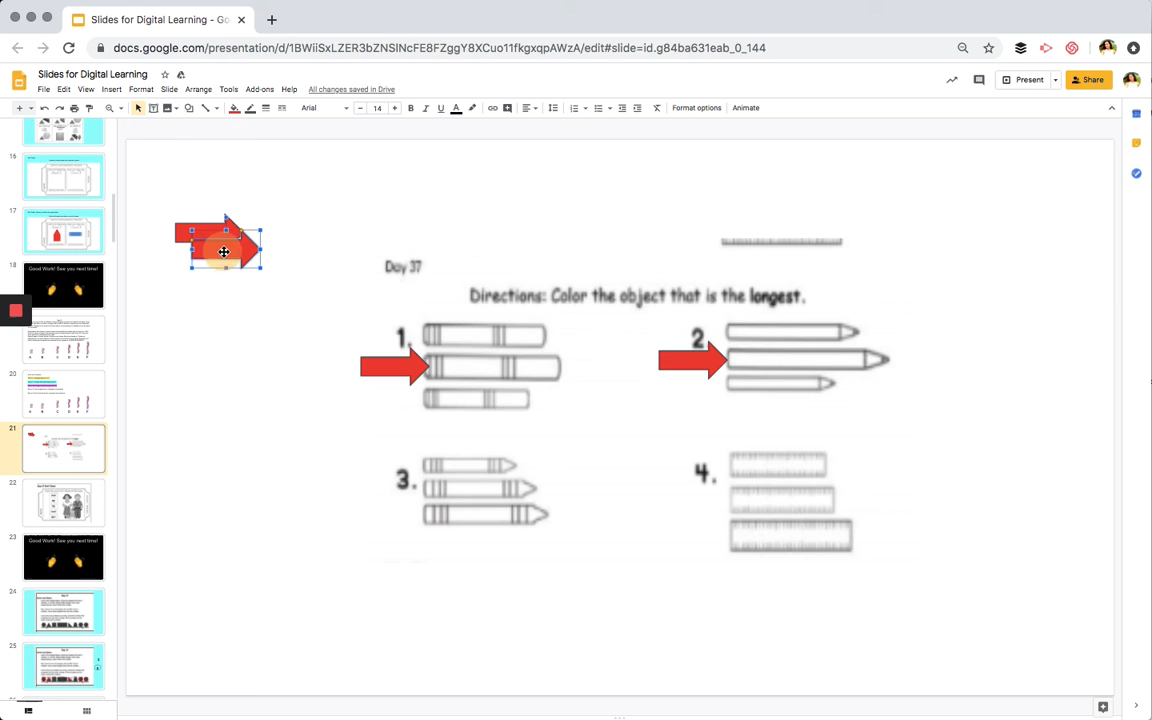 Slides for Digital Learning - Go
docs.google.com/presentation/d/1BWiiSxLZER3bZNSlNcFE8FZggY8XCuo11fkgxqpAWzA/edit#slide=id.g84ba631eab_0_144
Slides for Digital Learning
File Edit View Insert Format Slide Arrange Tools Add-ons Help All changes saved in Drive
Present
Share
Arial
14
B I U A
Format options
Animate
16
17
18
Good Work! See you next time!
20
21
22
23
Good Work! See you next time!
24
25
Day 37
Directions: Color the object that is the longest.
1.
2
3.
4.